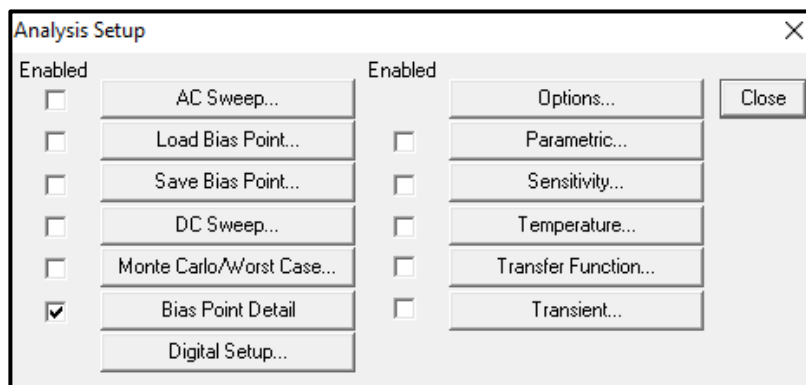 Analysis Setup
Enabled
AC Sweep...
Load Bias Point...
Save Bias Point...
DC Sweep...
Monte Carlo/Worst Case...
Bias Point Detail
Digital Setup...
Enabled
Options...
Parametric...
Sensitivity...
Temperature...
Transfer Function...
Transient...
Close